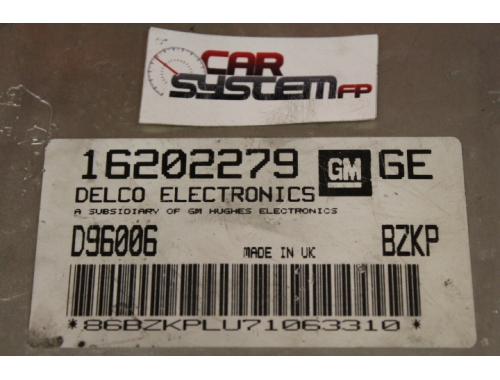 CAR
SYSTEMFP
16202279 GM GE
DELCO ELECTRONICS
A SUBSIDIARY OF GM HUGHES ELECTRONICS
D96006 MADE IN UK BZKP
*86BZKPLU71063310*